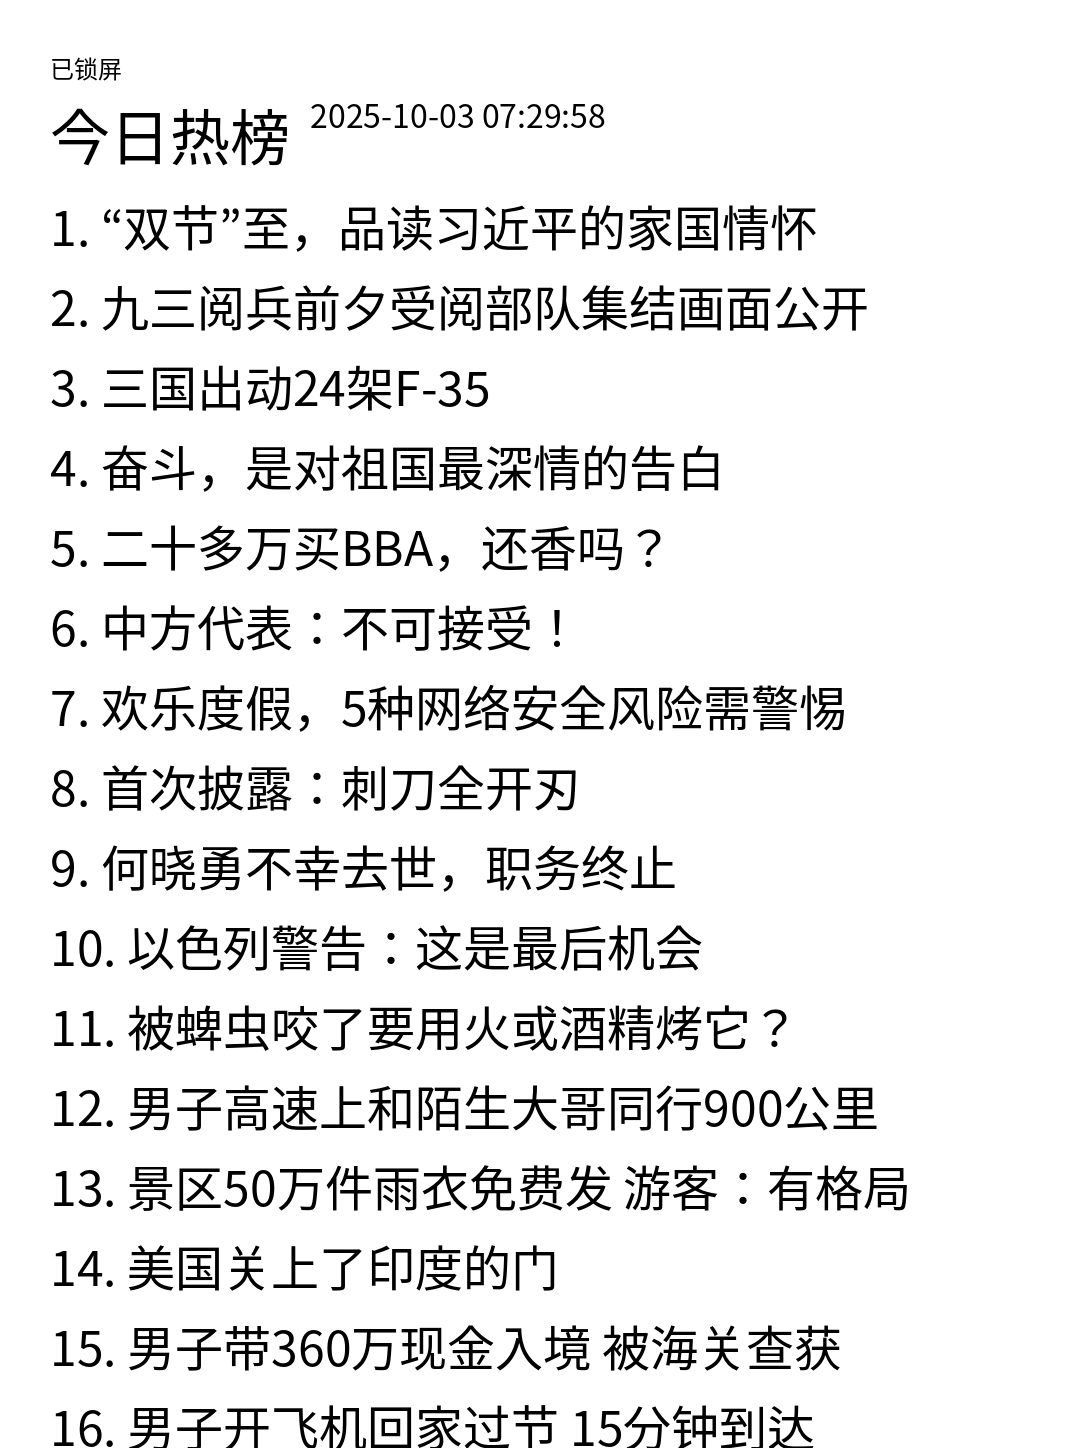 已锁屏
今日热榜 2025-10-03 07:29:58
1. “双节”至，品读习近平的家国情怀
2. 九三阅兵前夕受阅部队集结画面公开
3. 三国出动24架F-35
4. 奋斗，是对祖国最深情的告白
5. 二十多万买BBA，还香吗？
6. 中方代表：不可接受！
7. 欢乐度假，5种网络安全风险需警惕
8. 首次披露：刺刀全开刃
9. 何晓勇不幸去世，职务终止
10. 以色列警告：这是最后机会
11. 被蜱虫咬了要用火或酒精烤它？
12. 男子高速上和陌生大哥同行900公里
13. 景区50万件雨衣免费发 游客：有格局
14. 美国关上了印度的门
15. 男子带360万现金入境 被海关查获
16. 男子开飞机回家过节 15分钟到达